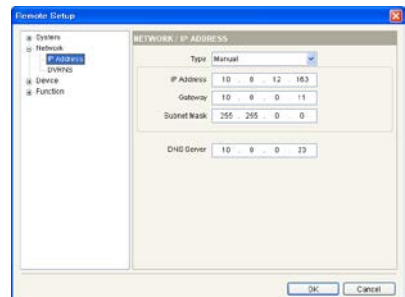 Remote Setup
System
Network
IP Address
DVRNS
Device
Function
NETWORK / IP ADDRESS
Type Manual
IP Address 10 . 0 . 12 . 163
Gateway 10 . 0 . 0 . 11
Subnet Mask 255 . 255 . 0 . 0
DNS Server 10 . 0 . 0 . 23
OK Cancel